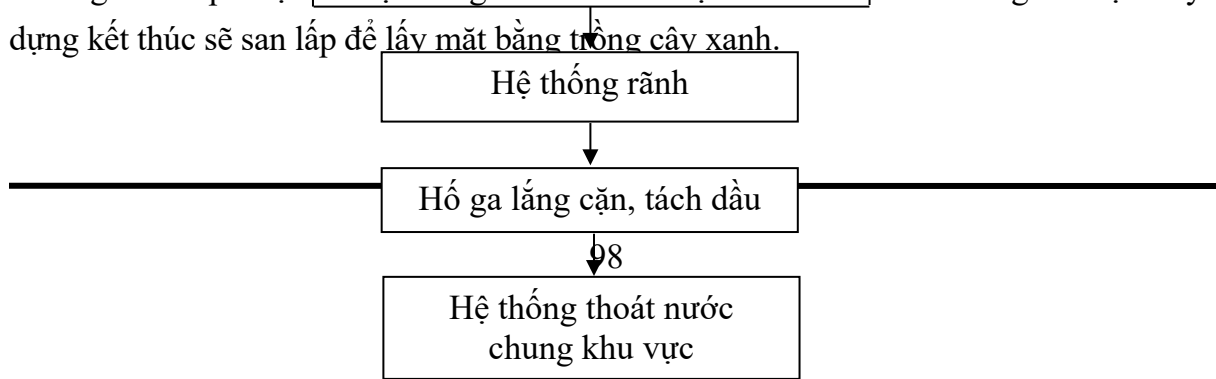 dựng kết thúc sẽ san lấp để lấy mặt bằng trồng cây xanh.
Hệ thống rãnh
Hố ga lắng cặn, tách dầu
98
Hệ thống thoát nước
chung khu vực